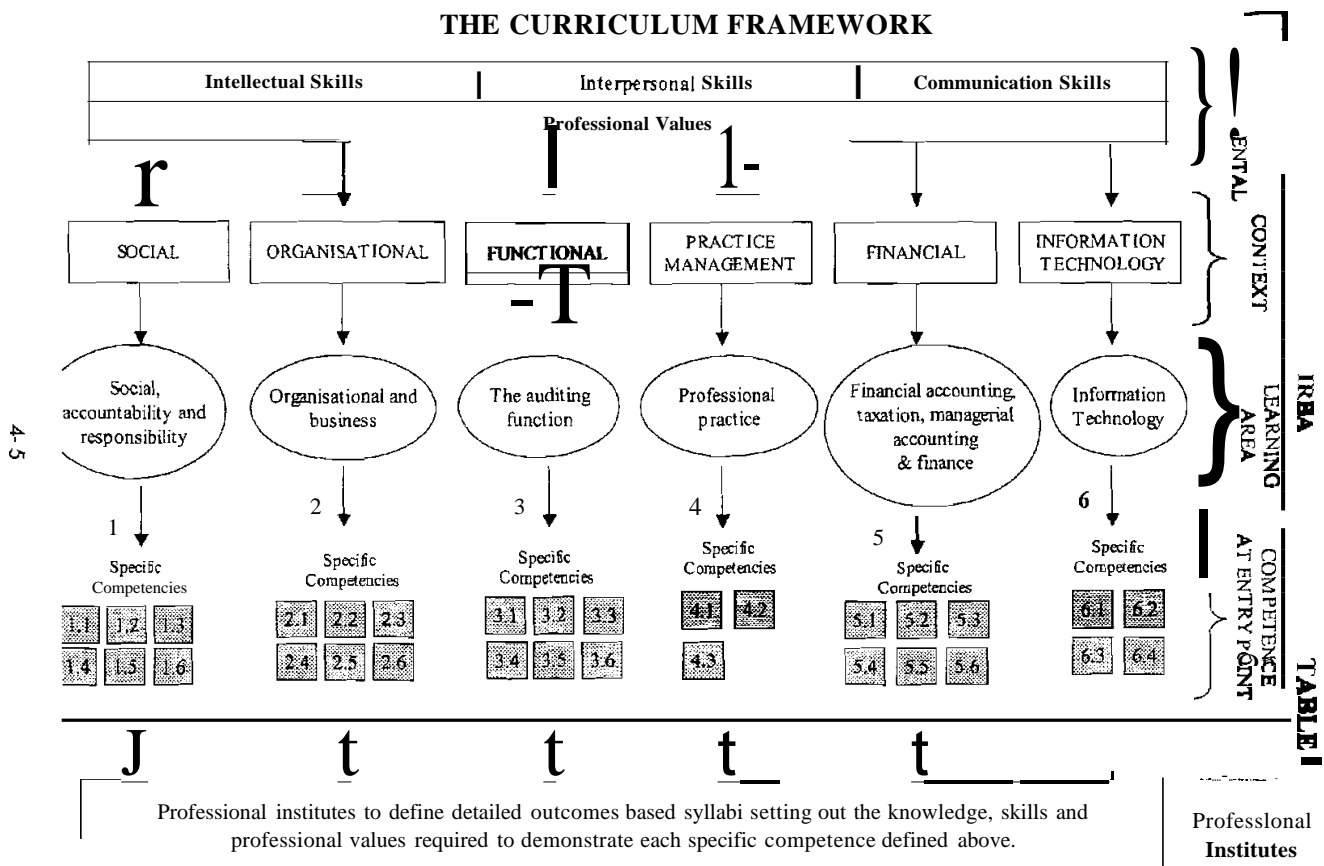 THE CURRICULUM FRAMEWORK
Intellectual Skills
Interpersonal Skills
Communication Skills
Professional Values
ENTAL
SOCIAL
ORGANISATIONAL
FUNCTIONAL
PRACTICE
MANAGEMENT
FINANCIAL
INFORMATION
TECHNOLOGY
CONTEXT
Social,
accountability and
responsibility
Organisational and
business
The auditing
function
Professional
practice
Financial accounting,
taxation, managerial
accounting
& finance
Information
Technology
LEARNING
AREA
IRBA
4-5
1
2
3
4
5
6
Specific
Competencies
1.1 1.2 1.3
1.4 1.5 1.6
Specific
Competencies
2.1 2.2 2.3
2.4 2.5 2.6
Specific
Competencies
3.1 3.2 3.3
3.4 3.5 3.6
Specific
Competencies
4.1 4.2
4.3
Specific
Competencies
5.1 5.2 5.3
5.4 5.5 5.6
Specific
Competencies
6.1 6.2
6.3 6.4
COMPETENCE
AT ENTRY POINT
TABLE
Professional institutes to define detailed outcomes based syllabi setting out the knowledge, skills and
professional values required to demonstrate each specific competence defined above.
Professlonal
Institutes